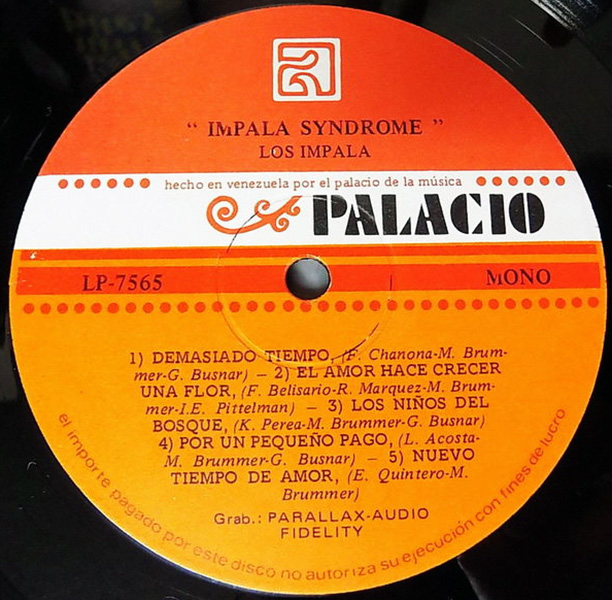 " IMPALA SYNDROME "
LOS IMPALA
hecho en venezuela por el palacio de la música
PALACIO
LP-7565 MONO
1) DEMASIADO TIEMPO, (F. Chanona-M. Brum-
mer-G. Busnar) – 2) EL AMOR HACE CRECER
UNA FLOR, (F. Belisario-R. Marquez-M. Brum-
mer-I.E. Pittelman) – 3) LOS NIÑOS DEL
BOSQUE, (K. Perea-M. Brummer-G. Busnar)
4) POR UN PEQUEÑO PAGO, (L. Acosta-
M. Brummer-G. Busnar) – 5) NUEVO
TIEMPO DE AMOR, (E. Quintero-M.
Brummer)
Grab.: PARALLAX-AUDIO
FIDELITY
el importe pagado por este disco no autoriza su ejecución con fines de lucro